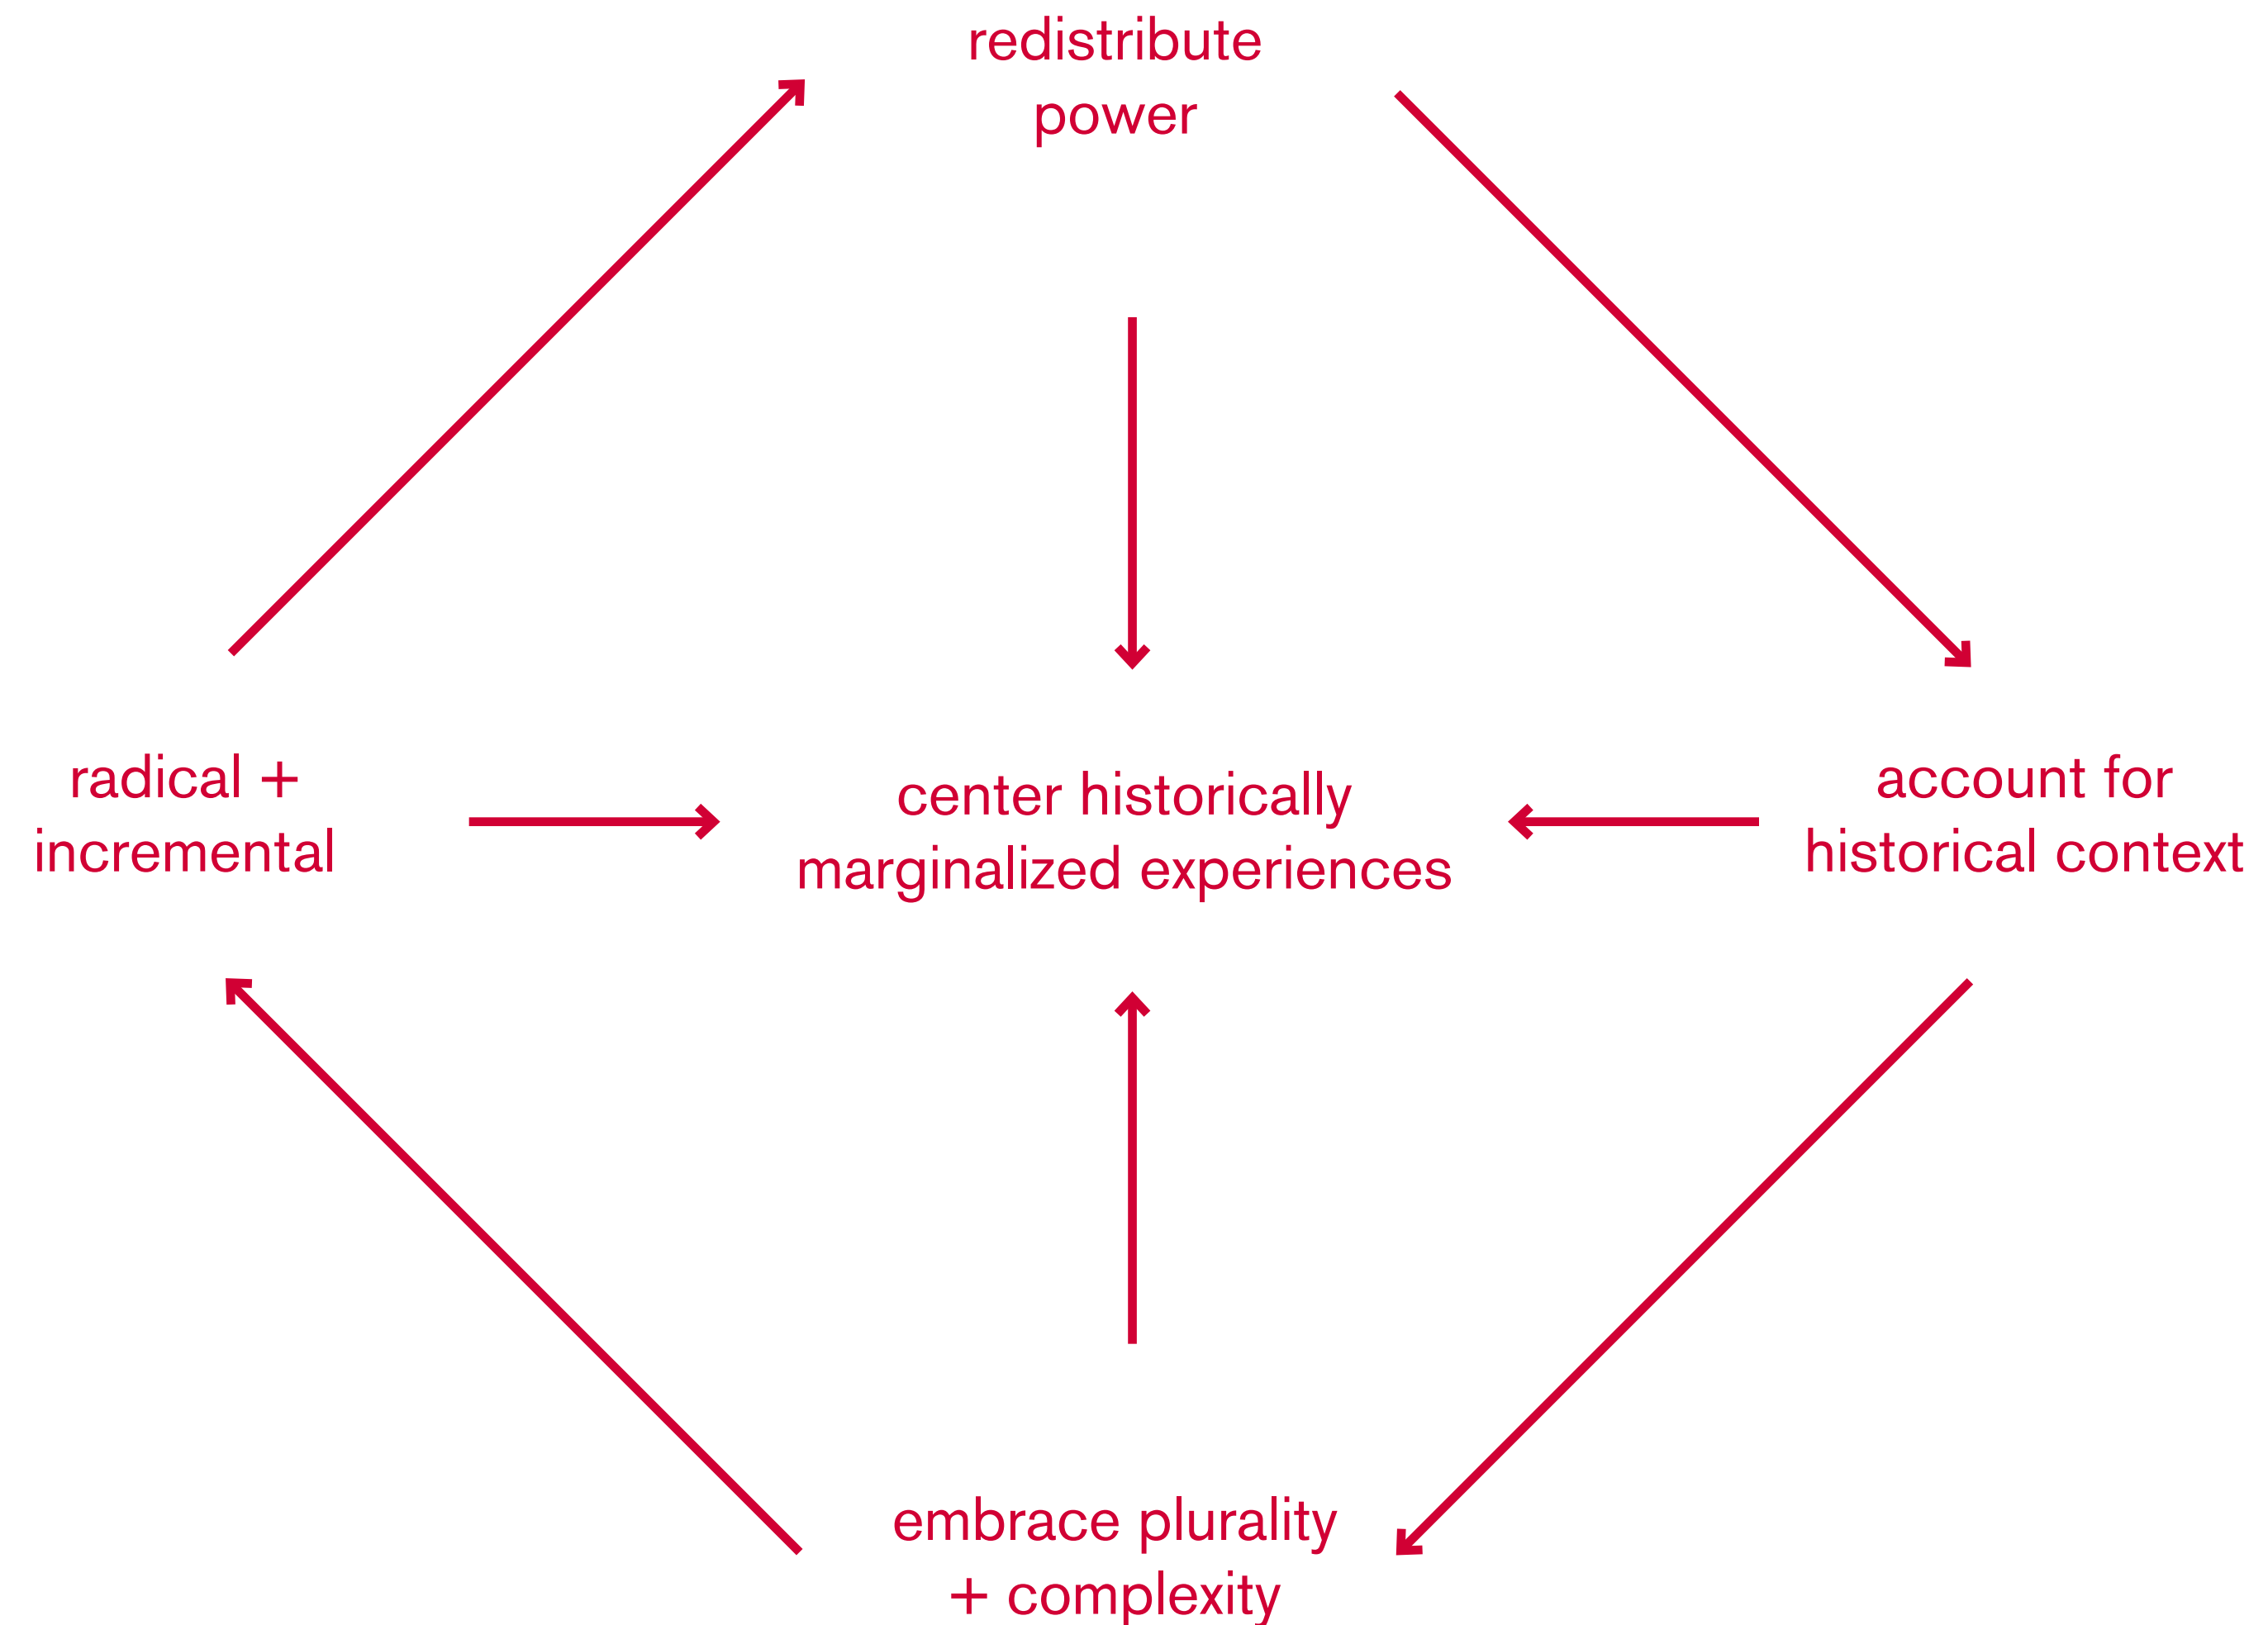 redistribute
power
radical +
incremental
center historically
marginalized experiences
account for
historical context
embrace plurality
+ complexity